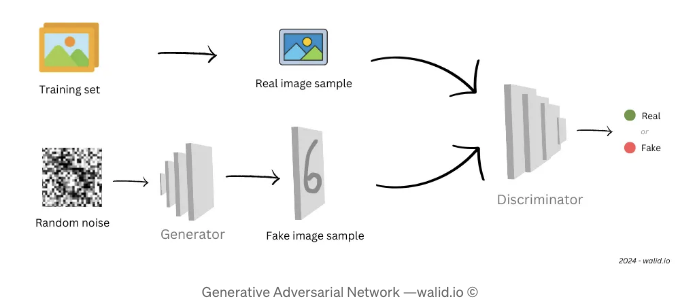 Training set
Real image sample
Real
or
Fake
Random noise
Generator
6
Fake image sample
Discriminator
2024 - walid.io
Generative Adversarial Network —walid.io ©